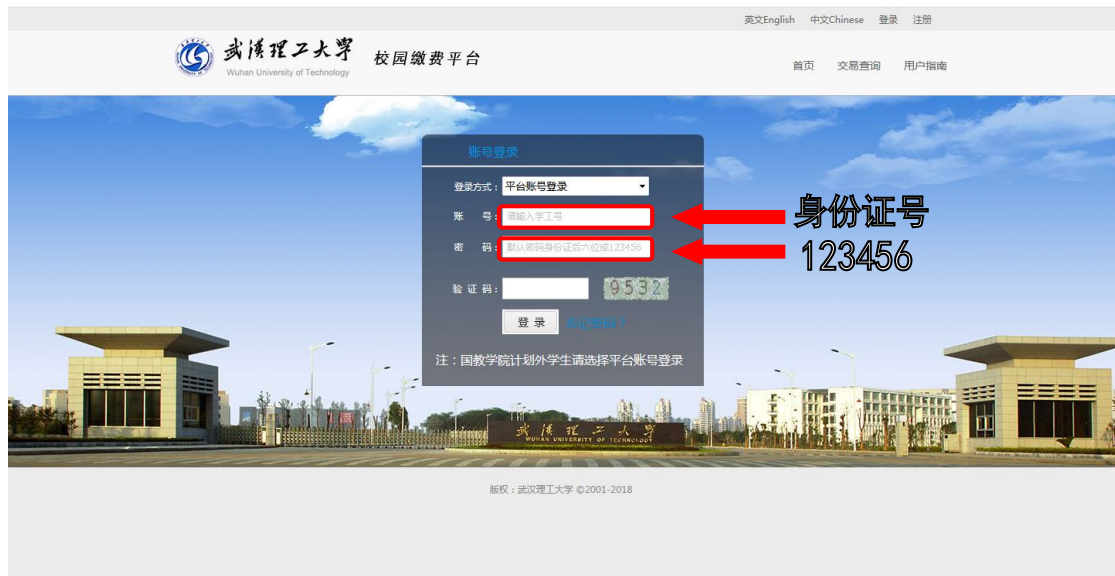 英文English 中文Chinese 登录 注册
武漢理工大學 校园缴费平台
Wuhan University of Technology
首页 交易查询 用户指南
账号登录
登录方式： 平台账号登录
账 号： 请输入学工号
身份证号
密 码： 默认密码身份证后六位或123456
123456
验 证 码： 9532
登 录 忘记密码？
注：国教学院计划外学生请选择平台账号登录
武漢理工大學
WUHAN UNIVERSITY OF TECHNOLOGY
版权：武汉理工大学 ©2001-2018